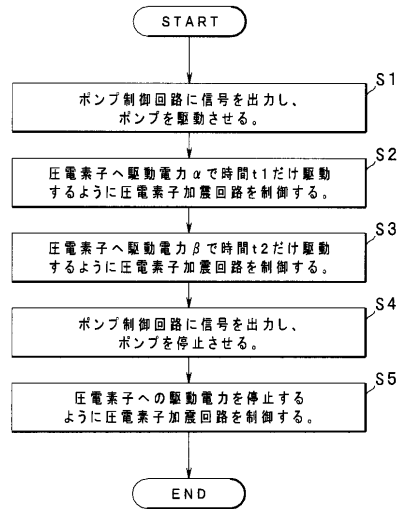 START
S1
ポンプ制御回路に信号を出力し、
ポンプを駆動させる。
S2
圧電素子へ駆動電力αで時間t1だけ駆動
するように圧電素子加震回路を制御する。
S3
圧電素子へ駆動電力βで時間t2だけ駆動
するように圧電素子加震回路を制御する。
S4
ポンプ制御回路に信号を出力し、
ポンプを停止させる。
S5
圧電素子への駆動電力を停止する
ように圧電素子加震回路を制御する。
END